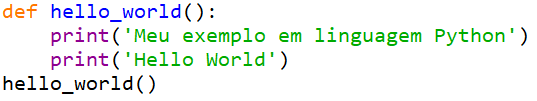 def hello_world():
    print('Meu exemplo em linguagem Python')
    print('Hello World')
hello_world()